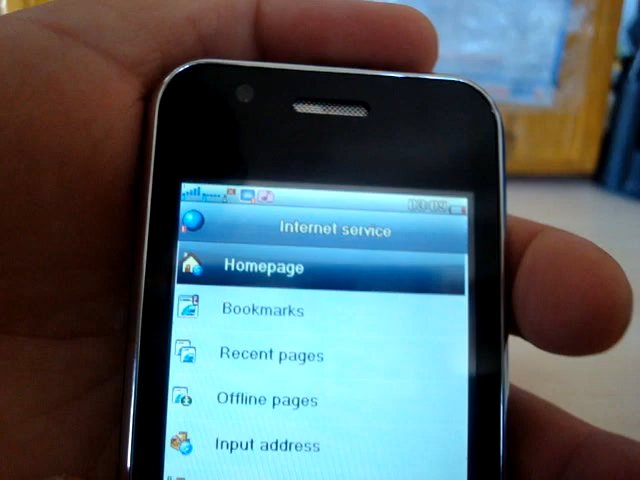 Internet service
Homepage
Bookmarks
Recent pages
Offline pages
Input address